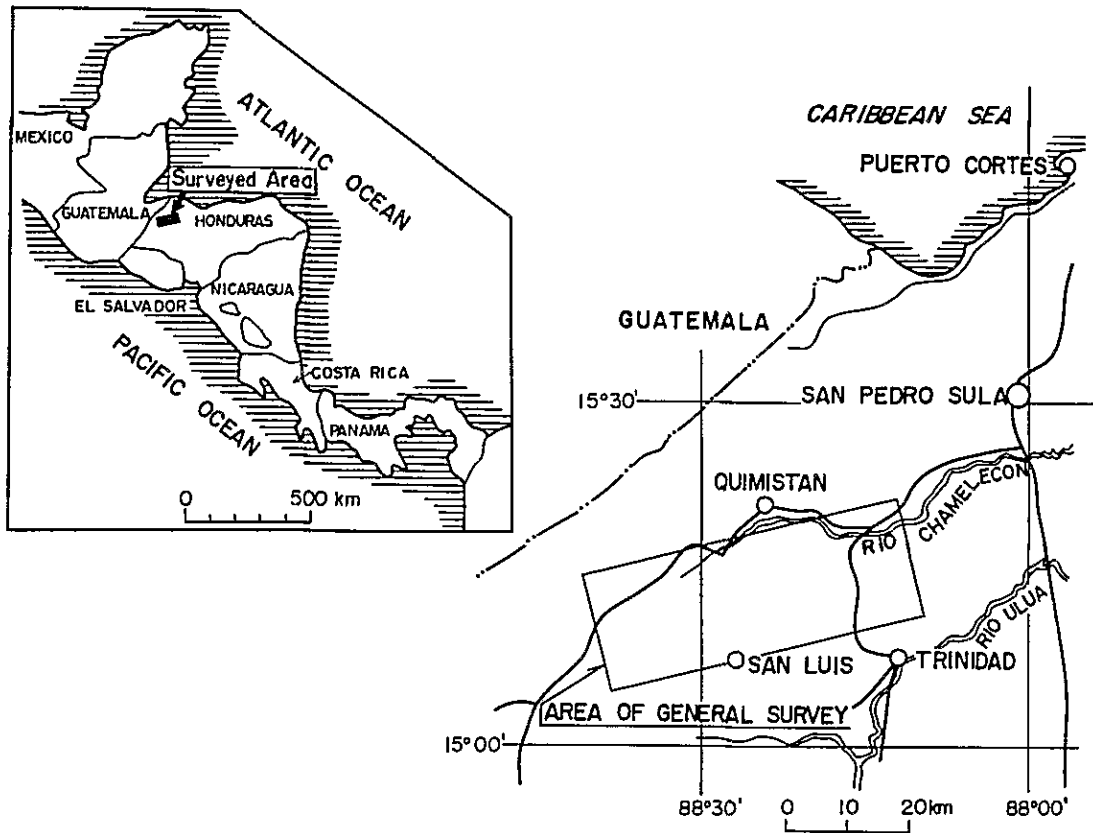 MEXICO
ATLANTIC OCEAN
Surveyed Area
GUATEMALA
HONDURAS
NICARAGUA
EL SALVADOR
PACIFIC OCEAN
COSTA RICA
PANAMA
0 500 km
CARIBBEAN SEA
PUERTO CORTES
GUATEMALA
15°30'
SAN PEDRO SULA
QUIMISTAN
RIO CHAMELECON
RIO ULUA
SAN LUIS
TRINIDAD
AREA OF GENERAL SURVEY
15°00'
88°30'
0 10 20km
88°00'